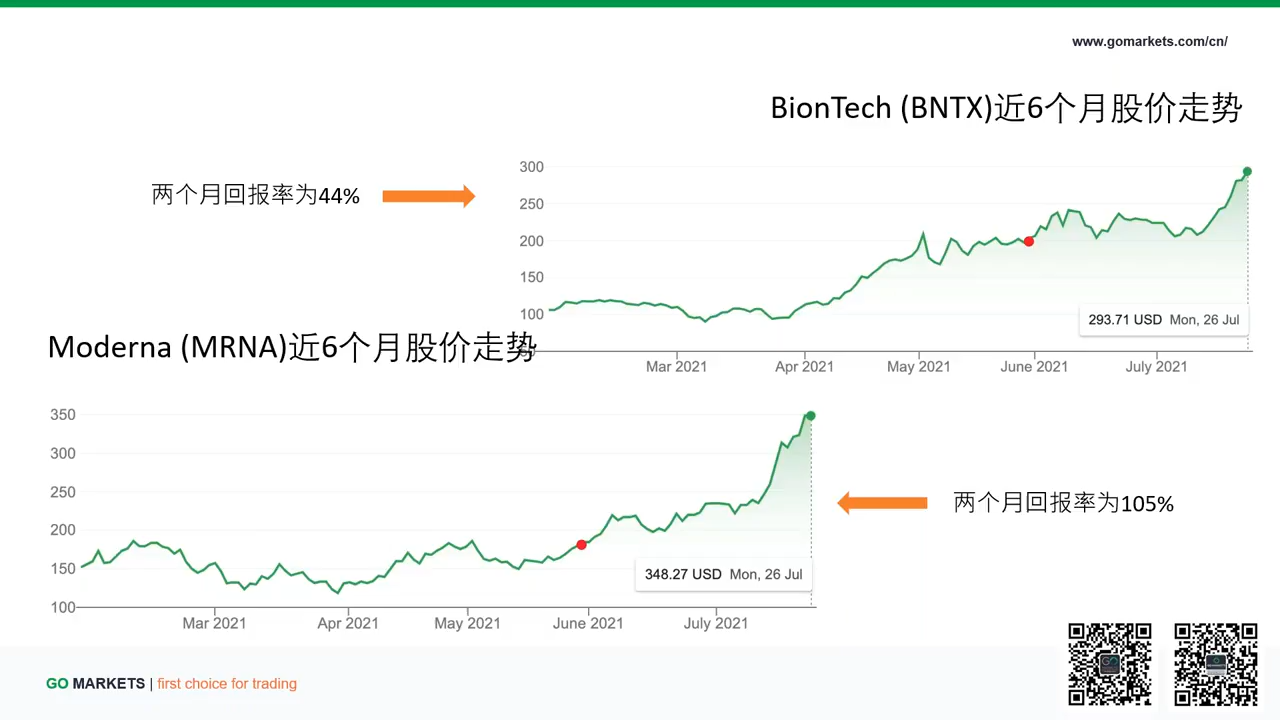 www.gomarkets.com/cn/
BionTech (BNTX)近6个月股价走势
两个月回报率为44%
300
250
200
150
100
50
293.71 USD Mon, 26 Jul
Mar 2021 Apr 2021 May 2021 June 2021 July 2021
Moderna (MRNA)近6个月股价走势
350
300
250
200
150
100
两个月回报率为105%
348.27 USD Mon, 26 Jul
Mar 2021 Apr 2021 May 2021 June 2021 July 2021
GO MARKETS | first choice for trading